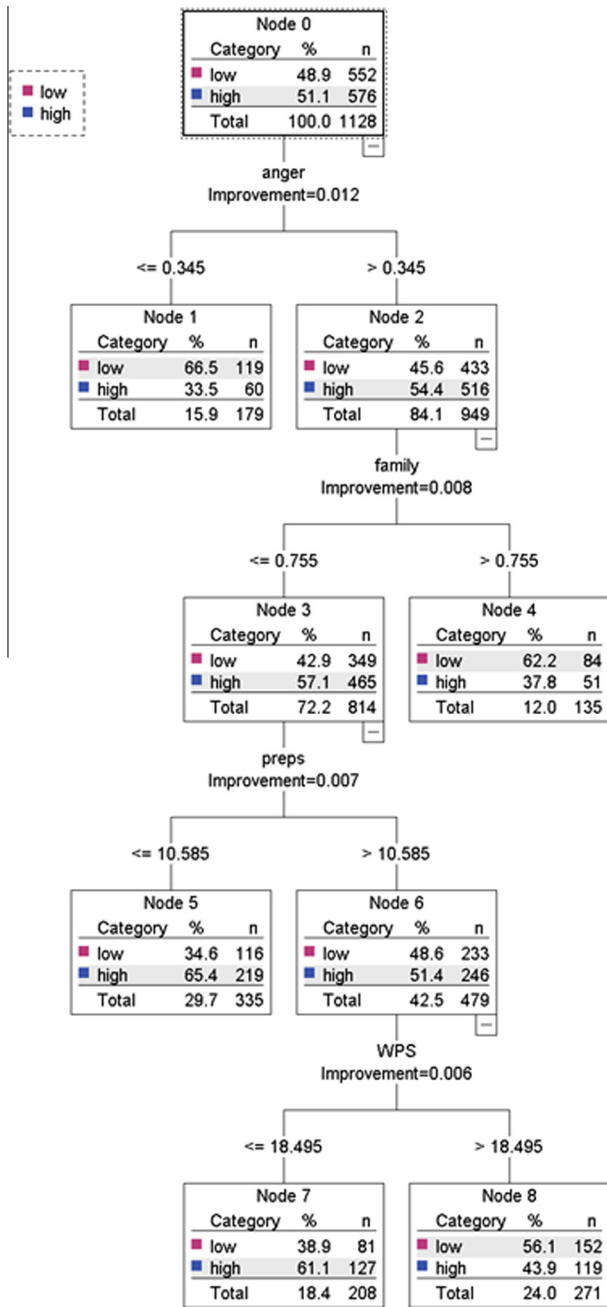 low
high
Node 0
Category % n
low 48.9 552
high 51.1 576
Total 100.0 1128
anger
Improvement=0.012
<= 0.345 > 0.345
Node 1
Category % n
low 66.5 119
high 33.5 60
Total 15.9 179
Node 2
Category % n
low 45.6 433
high 54.4 516
Total 84.1 949
family
Improvement=0.008
<= 0.755 > 0.755
Node 3
Category % n
low 42.9 349
high 57.1 465
Total 72.2 814
Node 4
Category % n
low 62.2 84
high 37.8 51
Total 12.0 135
preps
Improvement=0.007
<= 10.585 > 10.585
Node 5
Category % n
low 34.6 116
high 65.4 219
Total 29.7 335
Node 6
Category % n
low 48.6 233
high 51.4 246
Total 42.5 479
WPS
Improvement=0.006
<= 18.495 > 18.495
Node 7
Category % n
low 38.9 81
high 61.1 127
Total 18.4 208
Node 8
Category % n
low 56.1 152
high 43.9 119
Total 24.0 271